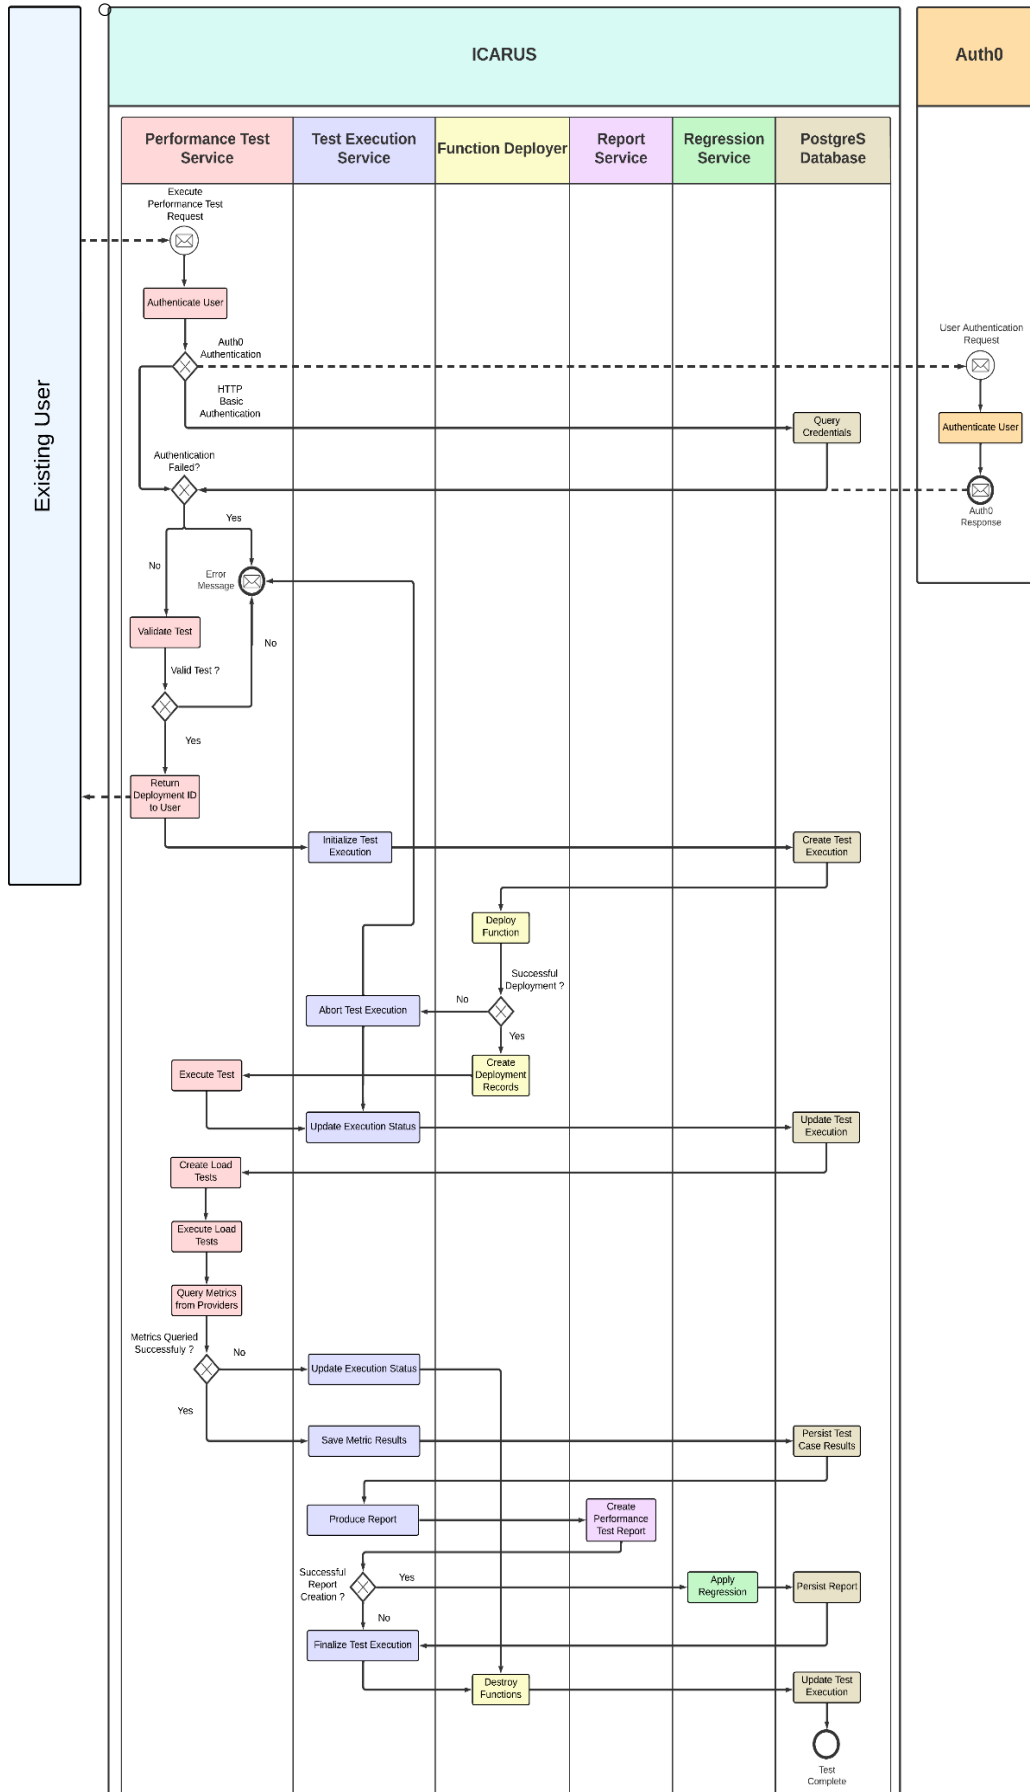 ICARUS
Auth0
Existing User
Performance Test
Service
Test Execution
Service
Function Deployer
Report
Service
Regression
Service
PostgreS
Database
Execute
Performance Test
Request
Authenticate User
Auth0
Authentication
User Authentication
Request
HTTP
Basic
Authentication
Query
Credentials
Authenticate User
Authentication
Failed?
Auth0
Response
Yes
No
Error
Message
Validate Test
No
Valid Test ?
Yes
Return
Deployment ID
to User
Initialize Test
Execution
Create Test
Execution
Deploy
Function
Successful
Deployment ?
No
Abort Test Execution
Yes
Create
Deployment
Records
Execute Test
Update Execution Status
Update Test
Execution
Create Load
Tests
Execute Load
Tests
Query Metrics
from Providers
Metrics Queried
Successfuly ?
No
Update Execution Status
Yes
Save Metric Results
Persist Test
Case Results
Produce Report
Create
Performance
Test Report
Successful
Report
Creation ?
Yes
Apply
Regression
Persist Report
No
Finalize Test Execution
Destroy
Functions
Update Test
Execution
Test
Complete